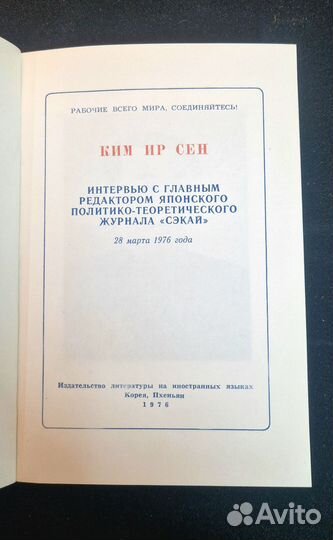 РАБОЧИЕ ВСЕГО МИРА, СОЕДИНЯЙТЕСЬ!
КИМ ИР СЕН
ИНТЕРВЬЮ С ГЛАВНЫМ
РЕДАКТОРОМ ЯПОНСКОГО
ПОЛИТИКО-ТЕОРЕТИЧЕСКОГО
ЖУРНАЛА «СЭКАЙ»
28 марта 1976 года
Издательство литературы на иностранных языках
Корея, Пхеньян
1976
Avito